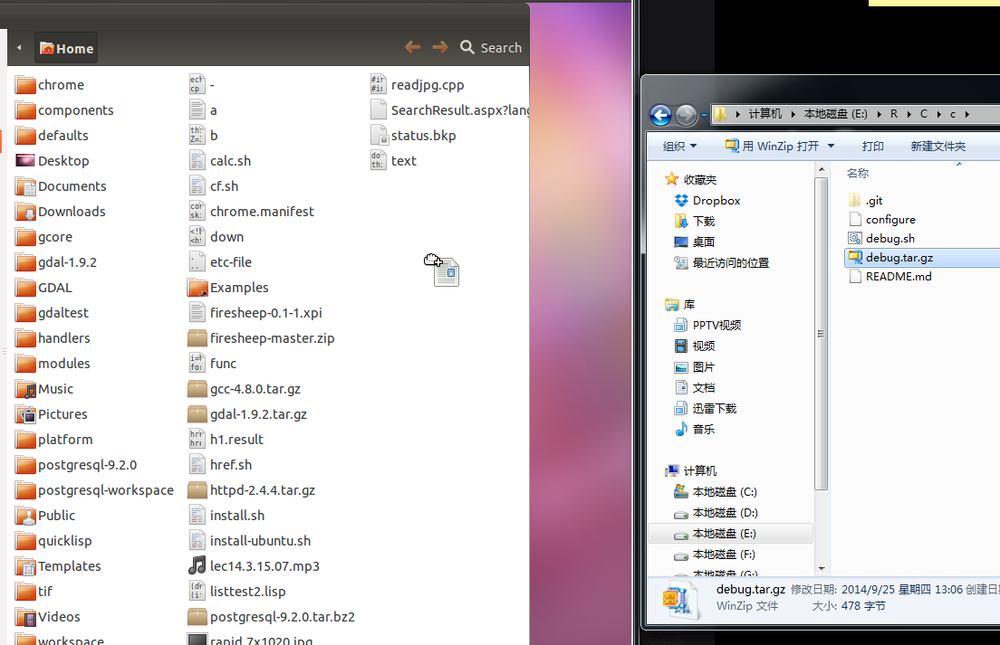 Home
Search
chrome
components
defaults
Desktop
Documents
Downloads
gcore
gdal-1.9.2
GDAL
gdaltest
handlers
modules
Music
Pictures
platform
postgresql-9.2.0
postgresql-workspace
Public
quicklisp
Templates
tif
Videos
workspace
-
a
b
calc.sh
cf.sh
chrome.manifest
down
etc-file
Examples
firesheep-0.1-1.xpi
firesheep-master.zip
func
gcc-4.8.0.tar.gz
gdal-1.9.2.tar.gz
h1.result
href.sh
httpd-2.4.4.tar.gz
install.sh
install-ubuntu.sh
lec14.3.15.07.mp3
listtest2.lisp
postgresql-9.2.0.tar.bz2
rapid 7x1020.jpg
readjpg.cpp
SearchResult.aspx?lang
status.bkp
text
计算机 本地磁盘 (E:) R C c
组织 用 WinZip 打开 打印 新建文件夹
收藏夹
Dropbox
下载
桌面
最近访问的位置
库
PPTV视频
视频
图片
文档
迅雷下载
音乐
计算机
本地磁盘 (C:)
本地磁盘 (D:)
本地磁盘 (E:)
本地磁盘 (F:)
本地磁盘 (G:)
名称
.git
configure
debug.sh
debug.tar.gz
README.md
debug.tar.gz 修改日期: 2014/9/25 星期四 13:06 创建日
WinZip 文件 大小: 478 字节